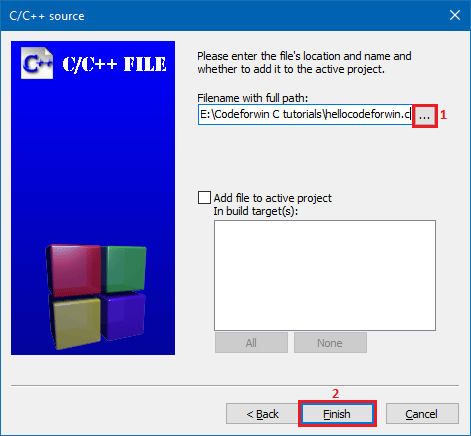 C/C++ source
C++
C/C++ FILE
Please enter the file's location and name and
whether to add it to the active project.
Filename with full path:
E:\Codeforwin C tutorials\hellocodeforwin.c
... 1
Add file to active project
In build target(s):
All None
2
< Back Finish Cancel